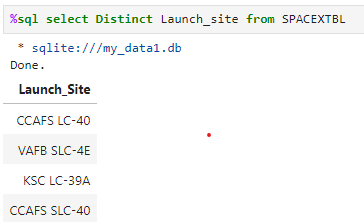 %sql select Distinct Launch_site from SPACEXTBL
* sqlite:///my_data1.db
Done.
Launch_Site
CCAFS LC-40
VAFB SLC-4E
KSC LC-39A
CCAFS SLC-40